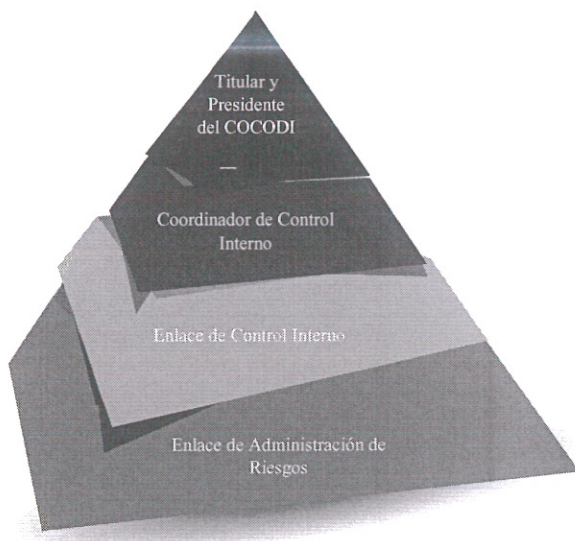 Titular y
Presidente
del COCODI
Coordinador de Control
Interno
Enlace de Control Interno
Enlace de Administración de
Riesgos